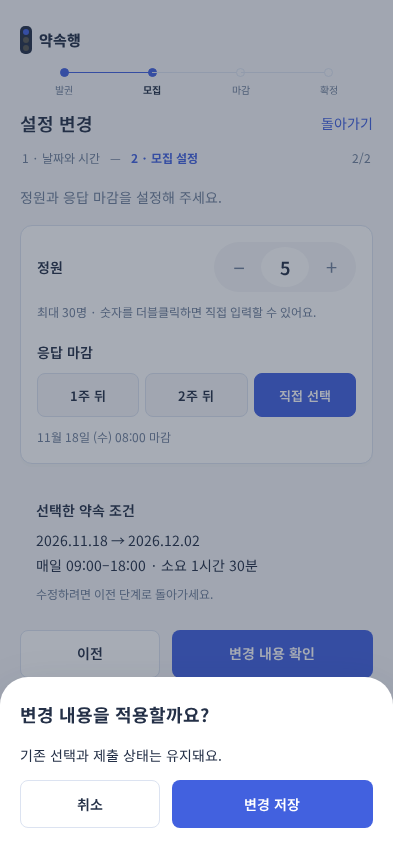 약속행
발권 모집 마감 확정
설정 변경 돌아가기
1 · 날짜와 시간 — 2 · 모집 설정 2/2
정원과 응답 마감을 설정해 주세요.
정원 − 5 +
최대 30명 · 숫자를 더블클릭하면 직접 입력할 수 있어요.
응답 마감
1주 뒤 2주 뒤 직접 선택
11월 18일 (수) 08:00 마감
선택한 약속 조건
2026.11.18 → 2026.12.02
매일 09:00–18:00 · 소요 1시간 30분
수정하려면 이전 단계로 돌아가세요.
이전 변경 내용 확인
변경 내용을 적용할까요?
기존 선택과 제출 상태는 유지돼요.
취소 변경 저장